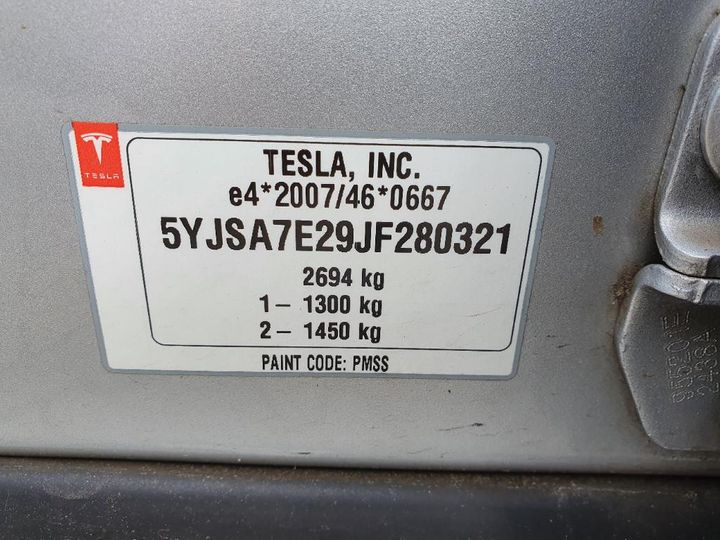 TESLA
TESLA, INC.
e4*2007/46*0667
5YJSA7E29JF280321
2694 kg
1– 1300 kg
2– 1450 kg
PAINT CODE: PMSS